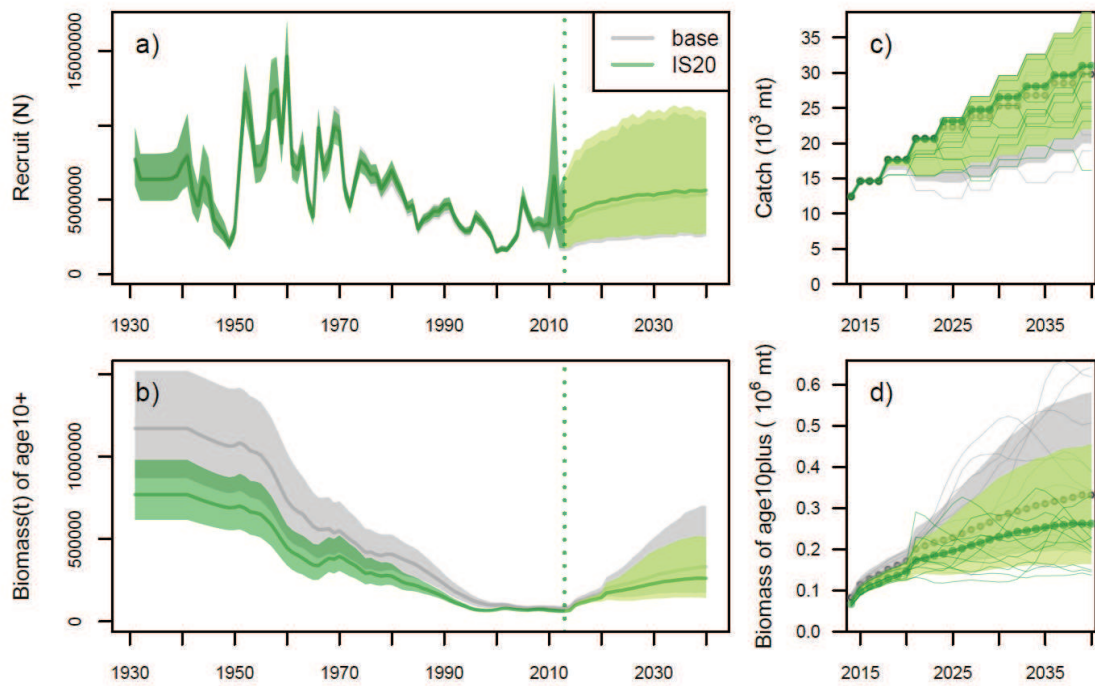 a)
base
IS20
Recruit (N)
0 5000000 15000000
1930 1950 1970 1990 2010 2030
c)
Catch (10³ mt)
0 5 10 15 20 25 30 35
2015 2025 2035
b)
Biomass(t) of age10+
0 500000 1000000
1930 1950 1970 1990 2010 2030
d)
Biomass of age10plus ( 10⁶ mt)
0.0 0.1 0.2 0.3 0.4 0.5 0.6
2015 2025 2035